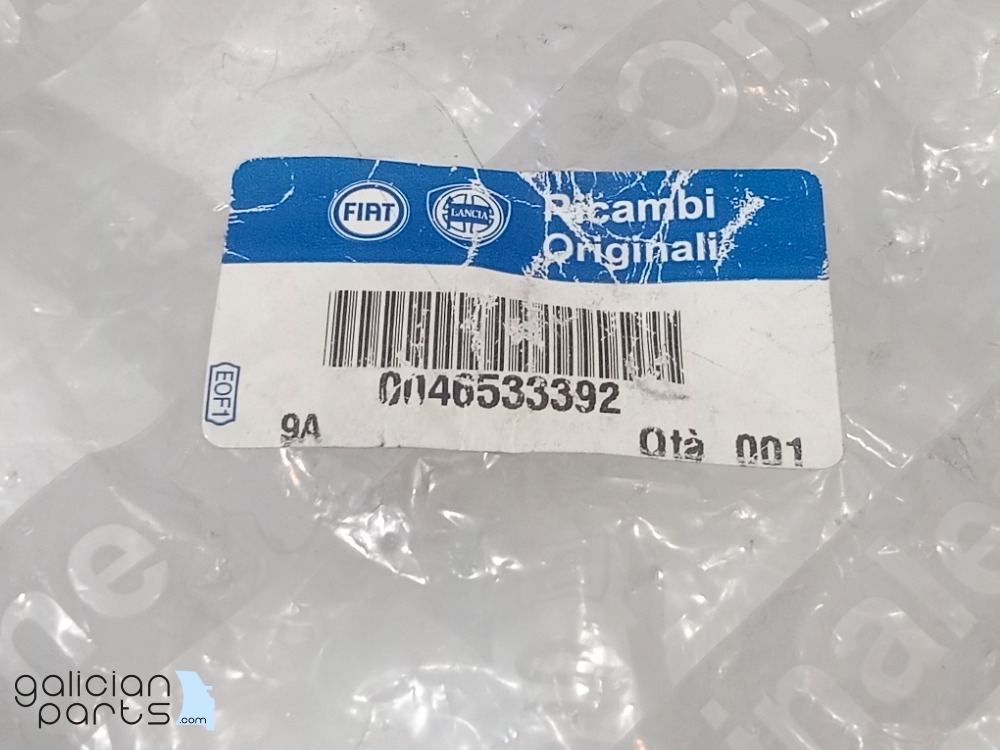 FIAT
LANCIA
Ricambi
Originali
0046533392
EOF1
9A
Qtà 001
galician
parts.com